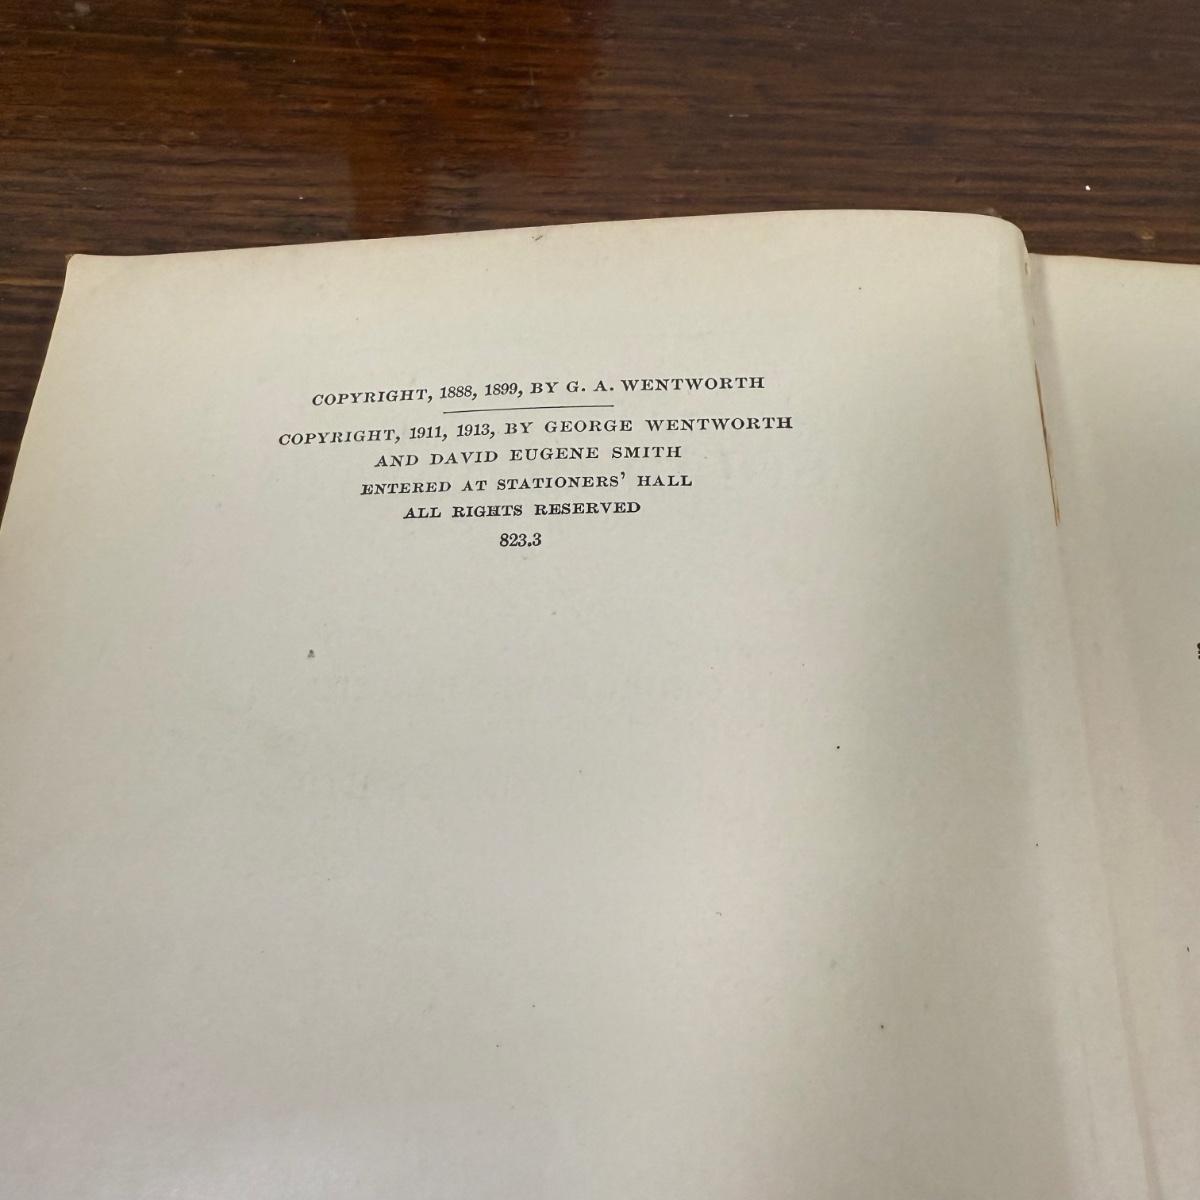 COPYRIGHT, 1888, 1899, BY G. A. WENTWORTH
COPYRIGHT, 1911, 1913, BY GEORGE WENTWORTH
AND DAVID EUGENE SMITH
ENTERED AT STATIONERS' HALL
ALL RIGHTS RESERVED
823.3